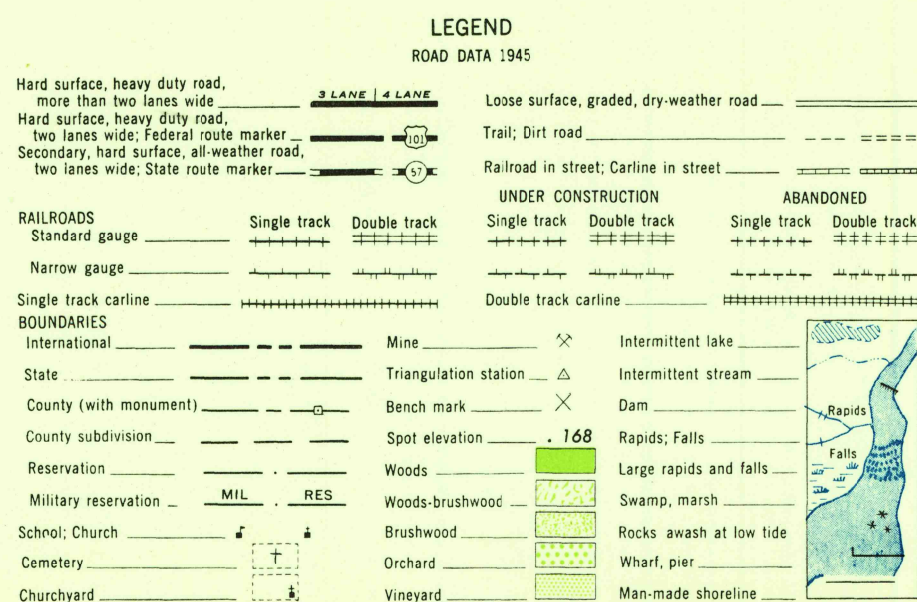 LEGEND
ROAD DATA 1945
Hard surface, heavy duty road,
more than two lanes wide
3 LANE 4 LANE
Hard surface, heavy duty road,
two lanes wide; Federal route marker
101
Secondary, hard surface, all-weather road,
two lanes wide; State route marker
57
Loose surface, graded, dry-weather road
Trail; Dirt road
Railroad in street; Carline in street
UNDER CONSTRUCTION ABANDONED
RAILROADS Single track Double track Single track Double track Single track Double track
Standard gauge
Narrow gauge
Single track carline Double track carline
BOUNDARIES
International
State
County (with monument)
County subdivision
Reservation
Military reservation MIL . RES
School; Church
Cemetery
Churchyard
Mine
Triangulation station
Bench mark
Spot elevation . 168
Woods
Woods-brushwood
Brushwood
Orchard
Vineyard
Intermittent lake
Intermittent stream
Dam
Rapids; Falls
Large rapids and falls
Swamp, marsh
Rocks awash at low tide
Wharf, pier
Man-made shoreline
Rapids
Falls